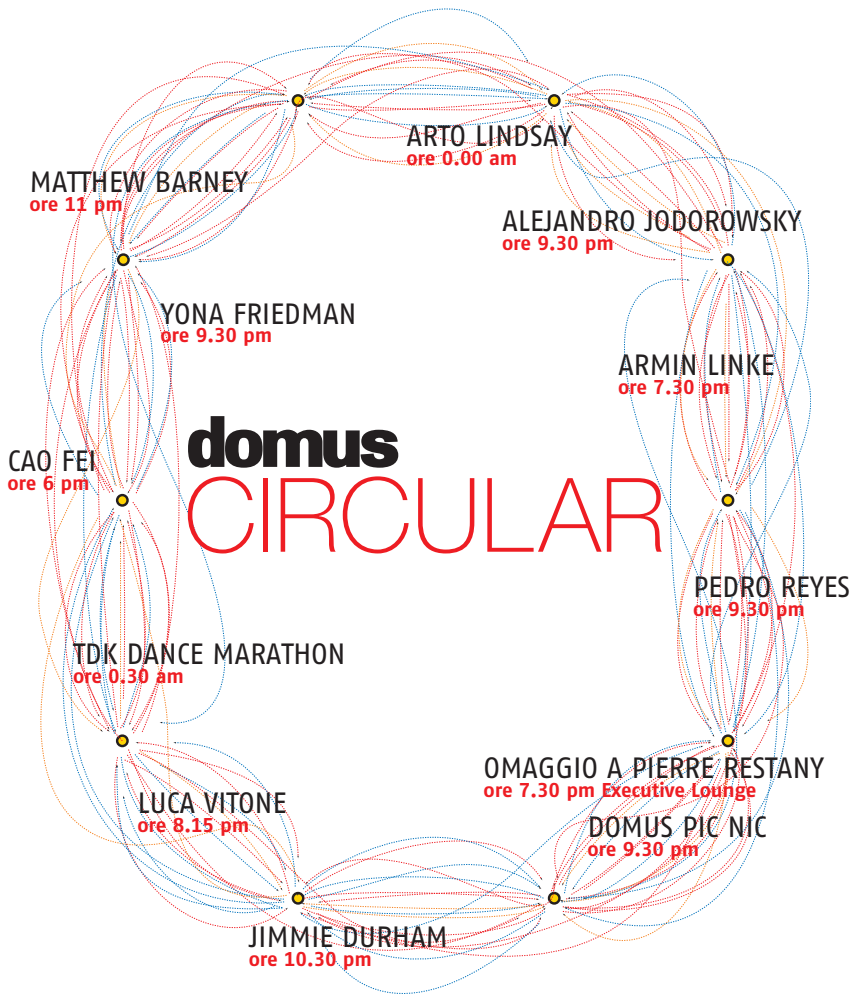 ARTO LINDSAY
ore 0.00 am
MATTHEW BARNEY
ore 11 pm
ALEJANDRO JODOROWSKY
ore 9.30 pm
YONA FRIEDMAN
ore 9.30 pm
ARMIN LINKE
ore 7.30 pm
domus
CIRCULAR
CAO FEI
ore 6 pm
PEDRO REYES
ore 9.30 pm
TDK DANCE MARATHON
ore 0.30 am
OMAGGIO A PIERRE RESTANY
ore 7.30 pm Executive Lounge
LUCA VITONE
ore 8.15 pm
DOMUS PIC NIC
ore 9.30 pm
JIMMIE DURHAM
ore 10.30 pm